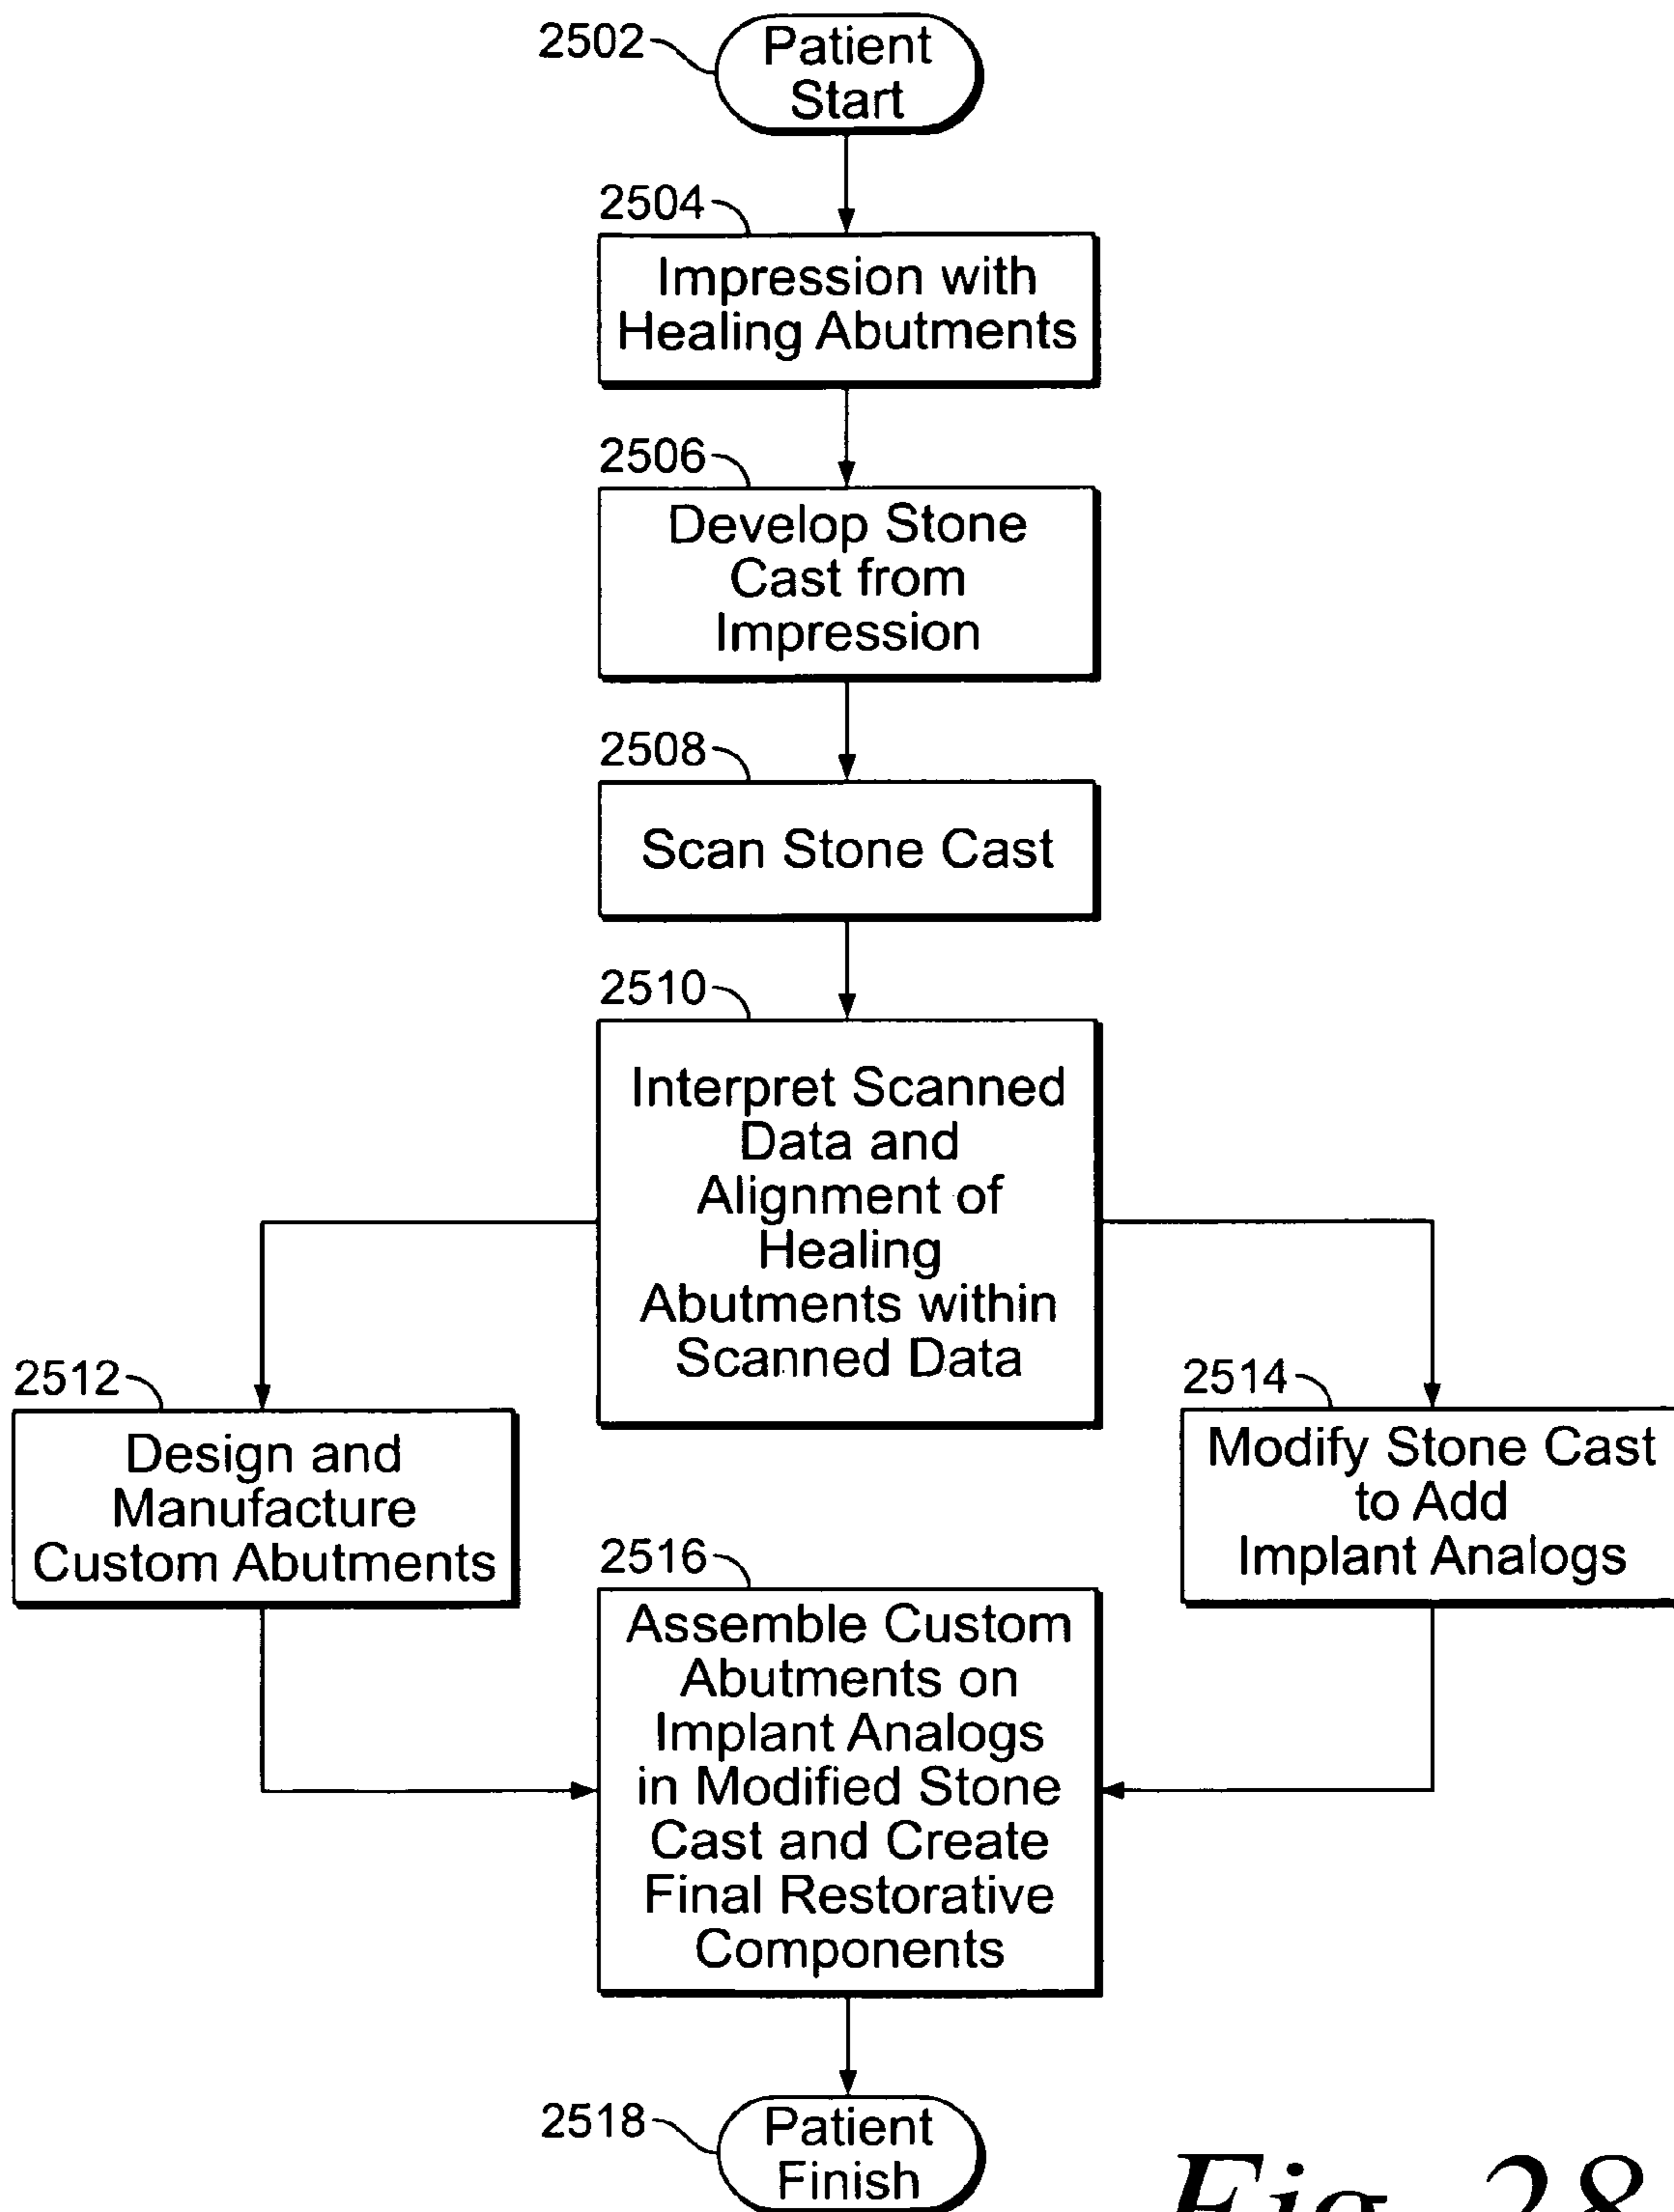 2502
Patient
Start
2504
Impression with
Healing Abutments
2506
Develop Stone
Cast from
Impression
2508
Scan Stone Cast
2510
Interpret Scanned
Data and
Alignment of
Healing
Abutments within
Scanned Data
2512
Design and
Manufacture
Custom Abutments
2514
Modify Stone Cast
to Add
Implant Analogs
2516
Assemble Custom
Abutments on
Implant Analogs
in Modified Stone
Cast and Create
Final Restorative
Components
2518
Patient
Finish
Fig. 28